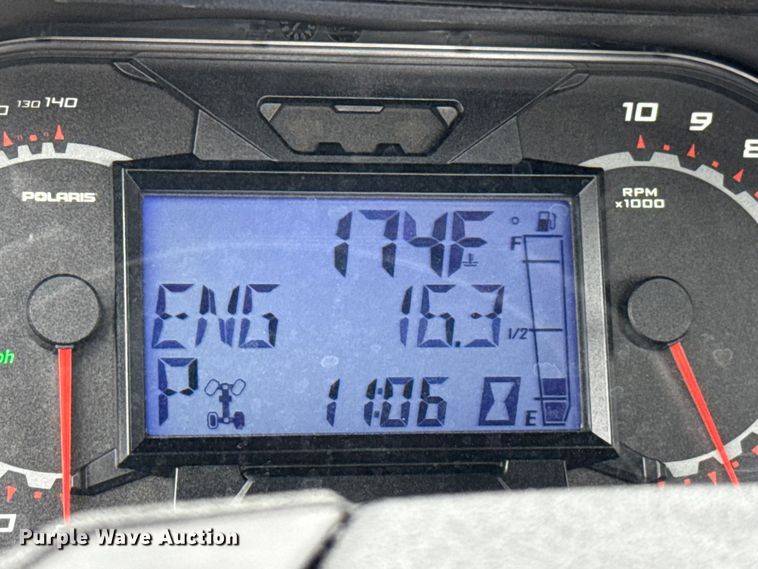 130 140
10 9 8
POLARIS
RPM
x1000
174F
F
ENG 16.3
1/2
P 11:06
E
Purple Wave Auction